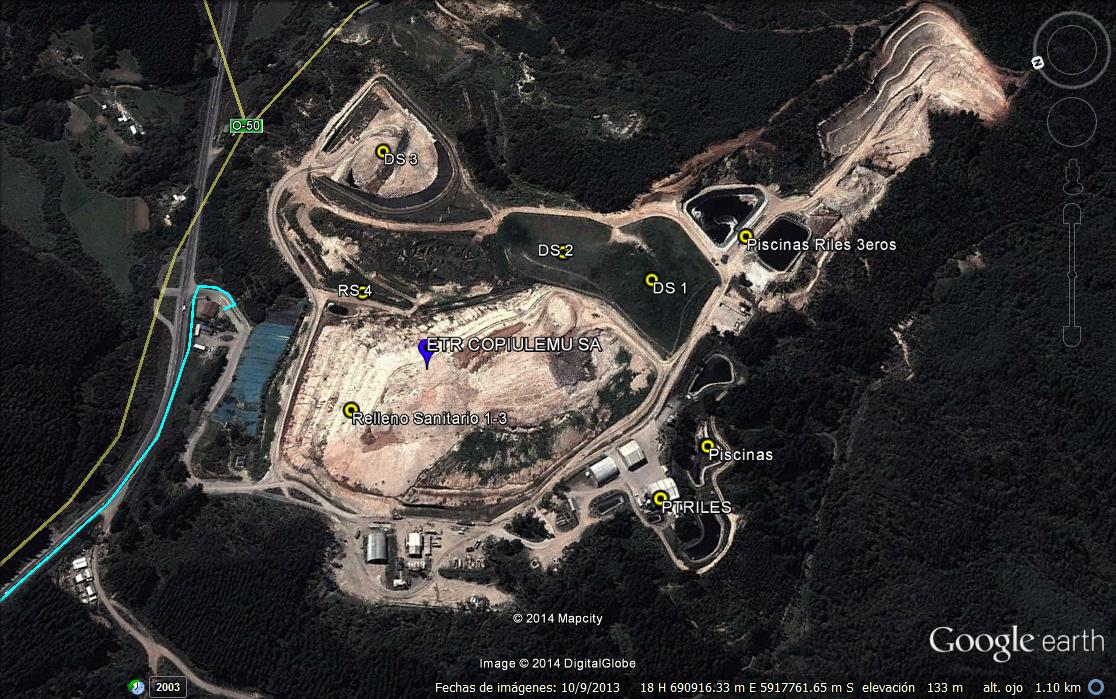 O-50
DS 3
DS 2
Piscinas Riles 3eros
DS 1
RS 4
ETR COPIULEMU SA
Relleno Sanitario 1-3
Piscinas
PTRILES
N
© 2014 Mapcity
Google earth
Image © 2014 DigitalGlobe
2003
Fechas de imágenes: 10/9/2013 18 H 690916.33 m E 5917761.65 m S elevación 133 m alt. ojo 1.10 km